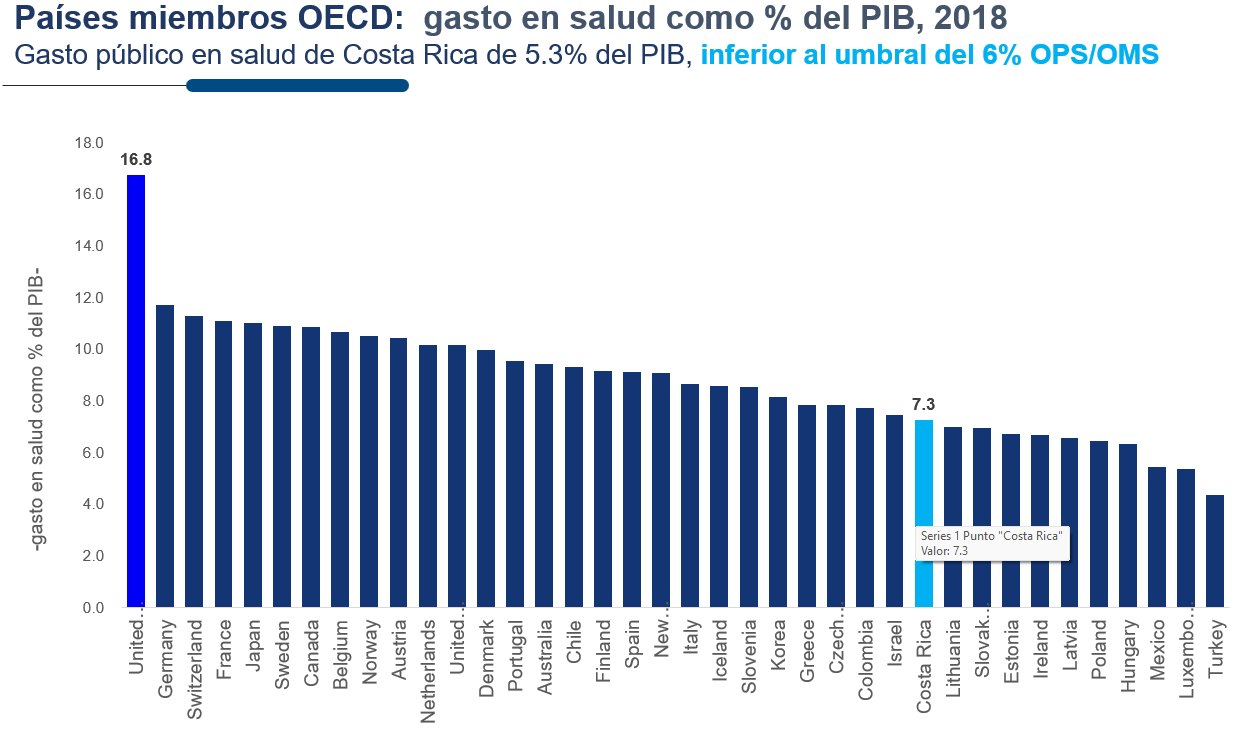 Países miembros OECD: gasto en salud como % del PIB, 2018
Gasto público en salud de Costa Rica de 5.3% del PIB, inferior al umbral del 6% OPS/OMS
-gasto en salud como % del PIB-
18.0
16.0
14.0
12.0
10.0
8.0
6.0
4.0
2.0
0.0
16.8
7.3
Series 1 Punto "Costa Rica"
Valor: 7.3
United..
Germany
Switzerland
France
Japan
Sweden
Canada
Belgium
Norway
Austria
Netherlands
United..
Denmark
Portugal
Australia
Chile
Finland
Spain
New..
Italy
Iceland
Slovenia
Korea
Greece
Czech..
Colombia
Israel
Costa Rica
Lithuania
Slovak..
Estonia
Ireland
Latvia
Poland
Hungary
Mexico
Luxembo..
Turkey